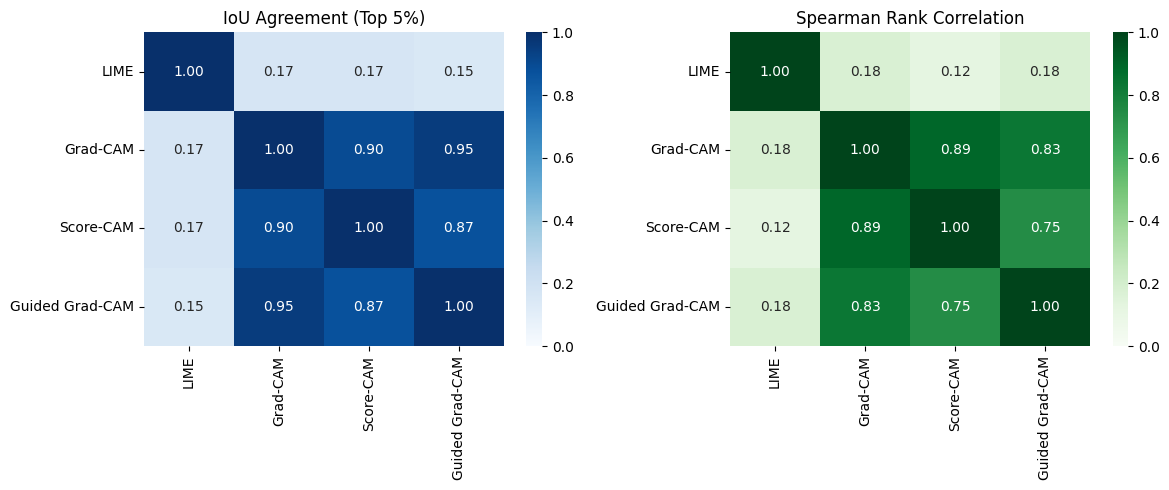 IoU Agreement (Top 5%)
LIME
1.00 0.17 0.17 0.15
Grad-CAM
0.17 1.00 0.90 0.95
Score-CAM
0.17 0.90 1.00 0.87
Guided Grad-CAM
0.15 0.95 0.87 1.00
LIME
Grad-CAM
Score-CAM
Guided Grad-CAM
1.0
0.8
0.6
0.4
0.2
0.0
Spearman Rank Correlation
LIME
1.00 0.18 0.12 0.18
Grad-CAM
0.18 1.00 0.89 0.83
Score-CAM
0.12 0.89 1.00 0.75
Guided Grad-CAM
0.18 0.83 0.75 1.00
LIME
Grad-CAM
Score-CAM
Guided Grad-CAM
1.0
0.8
0.6
0.4
0.2
0.0